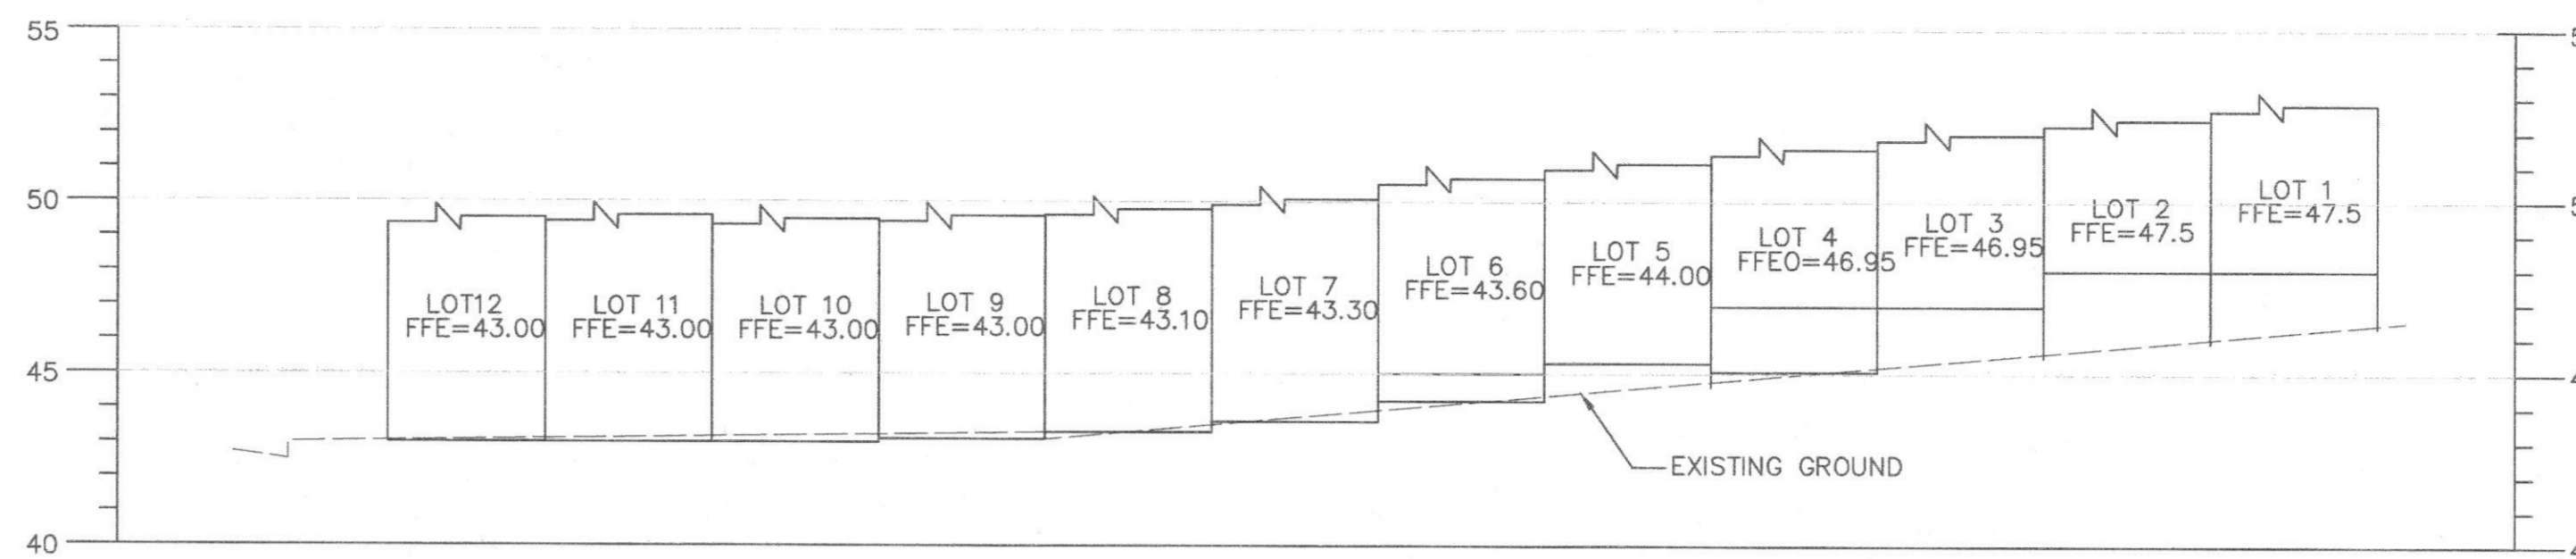 55
50
45
40
LOT12
FFE=43.00
LOT 11
FFE=43.00
LOT 10
FFE=43.00
LOT 9
FFE=43.00
LOT 8
FFE=43.10
LOT 7
FFE=43.30
LOT 6
FFE=43.60
LOT 5
FFE=44.00
LOT 4
FFEO=46.95
LOT 3
FFE=46.95
LOT 2
FFE=47.5
LOT 1
FFE=47.5
EXISTING GROUND